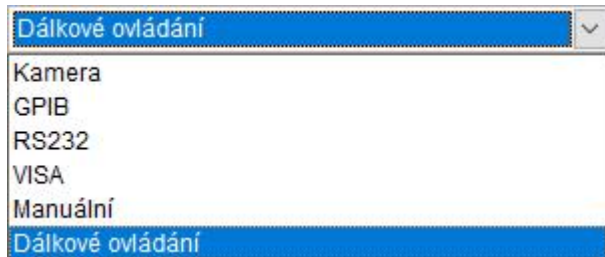 Dálkové ovládání
Kamera
GPIB
RS232
VISA
Manuální
Dálkové ovládání